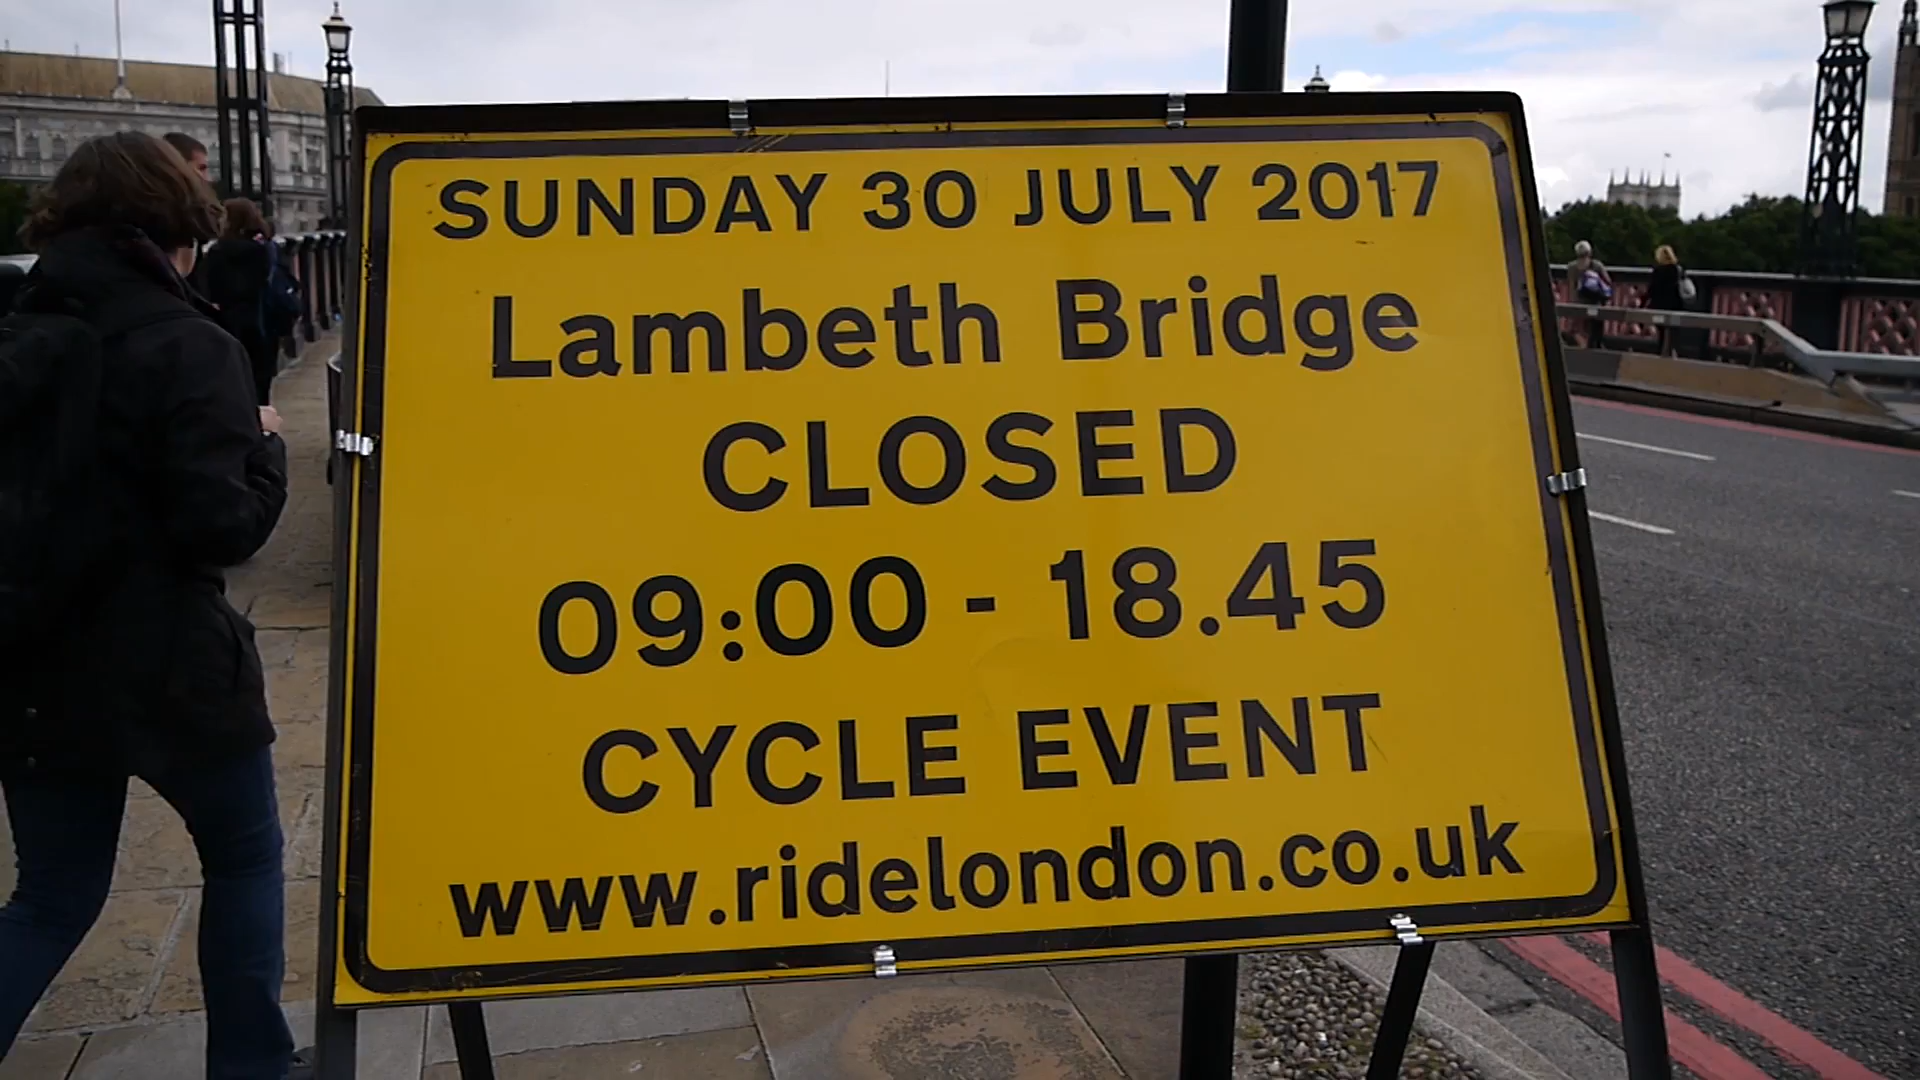 SUNDAY 30 JULY 2017
Lambeth Bridge
CLOSED
09:00 - 18.45
CYCLE EVENT
www.ridelondon.co.uk